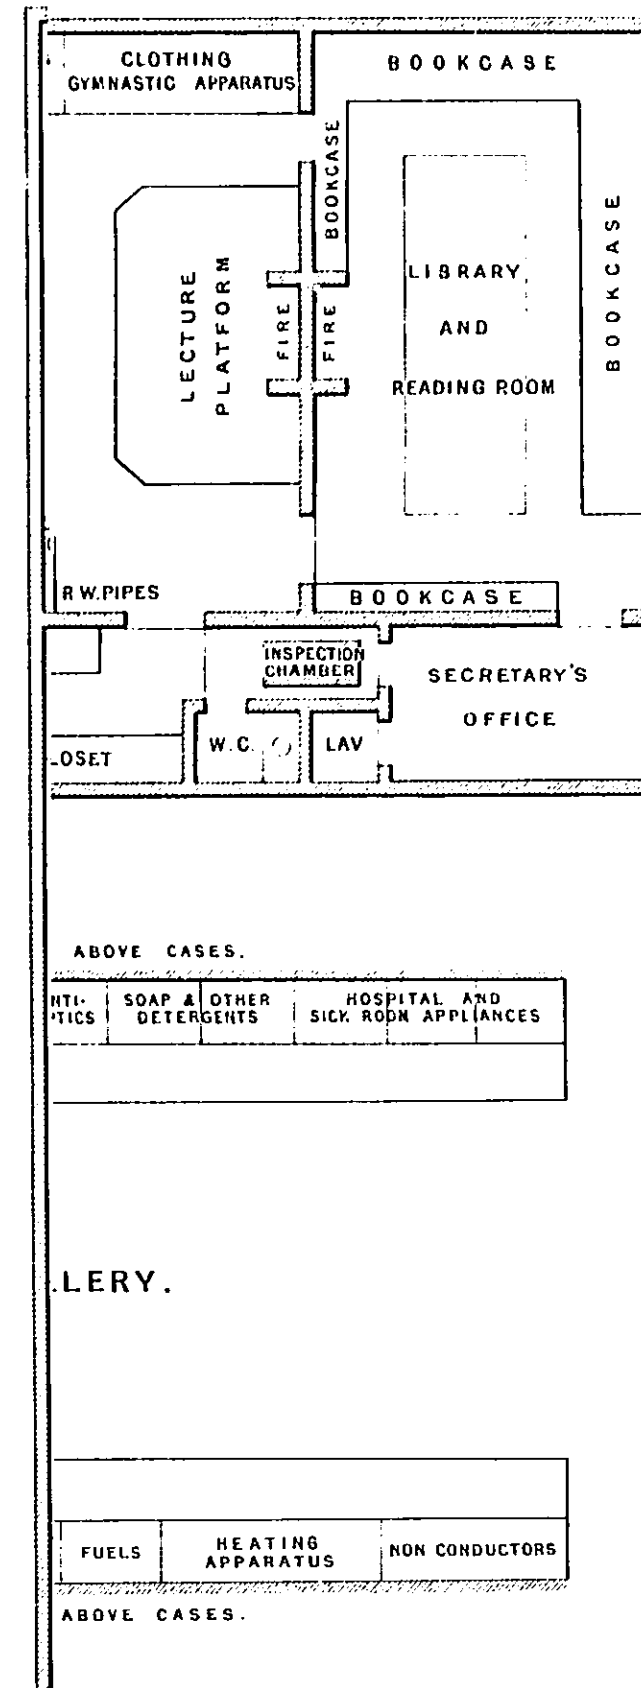 CLOTHING
GYMNASTIC APPARATUS
BOOKCASE
BOOKCASE
BOOKCASE
LECTURE
PLATFORM
FIRE
FIRE
LIBRARY
AND
READING ROOM
R W. PIPES
BOOKCASE
INSPECTION
CHAMBER
SECRETARY'S
OFFICE
W.C.
LAV
LOSET
ABOVE CASES.
NTI-
PTICS
SOAP & OTHER
DETERGENTS
HOSPITAL AND
SICK ROOM APPLIANCES
LLERY.
FUELS
HEATING
APPARATUS
NON CONDUCTORS
ABOVE CASES.